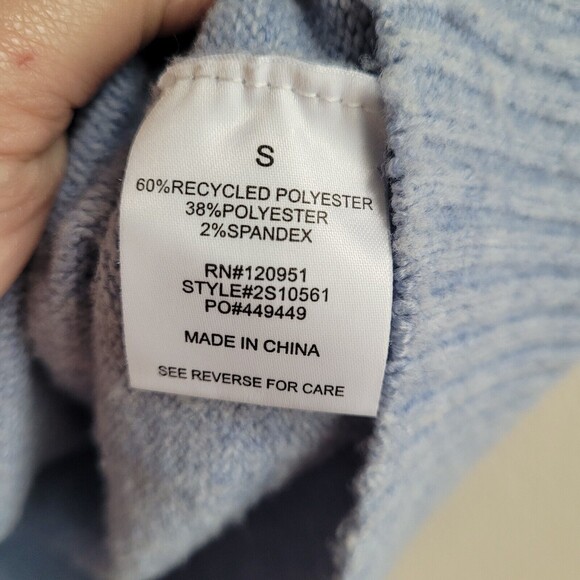 S
60%RECYCLED POLYESTER
38%POLYESTER
2%SPANDEX
RN#120951
STYLE#2S10561
PO#449449
MADE IN CHINA
SEE REVERSE FOR CARE